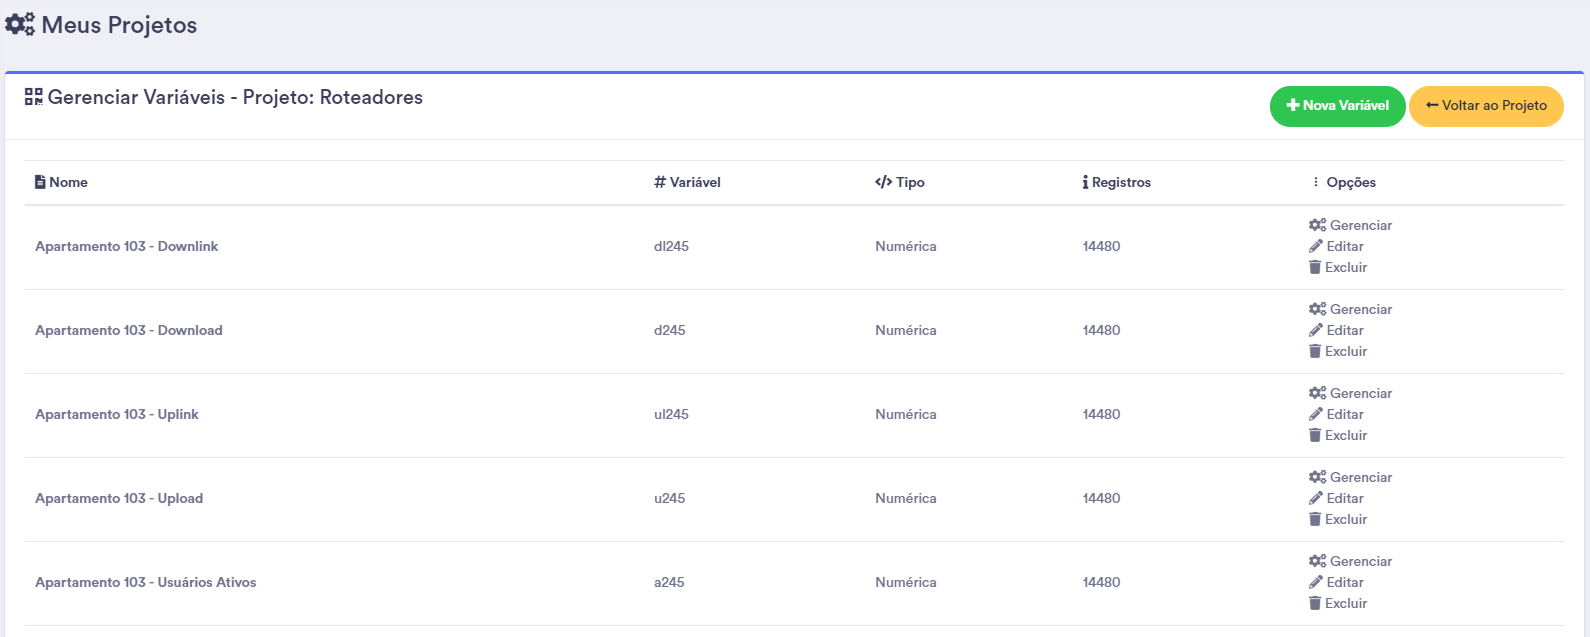 Meus Projetos
Gerenciar Variáveis - Projeto: Roteadores
Nova Variável
Voltar ao Projeto
Nome # Variável </> Tipo Registros Opções
Apartamento 103 - Downlink dl245 Numérica 14480 Gerenciar
Editar
Excluir
Apartamento 103 - Download d245 Numérica 14480 Gerenciar
Editar
Excluir
Apartamento 103 - Uplink ul245 Numérica 14480 Gerenciar
Editar
Excluir
Apartamento 103 - Upload u245 Numérica 14480 Gerenciar
Editar
Excluir
Apartamento 103 - Usuários Ativos a245 Numérica 14480 Gerenciar
Editar
Excluir